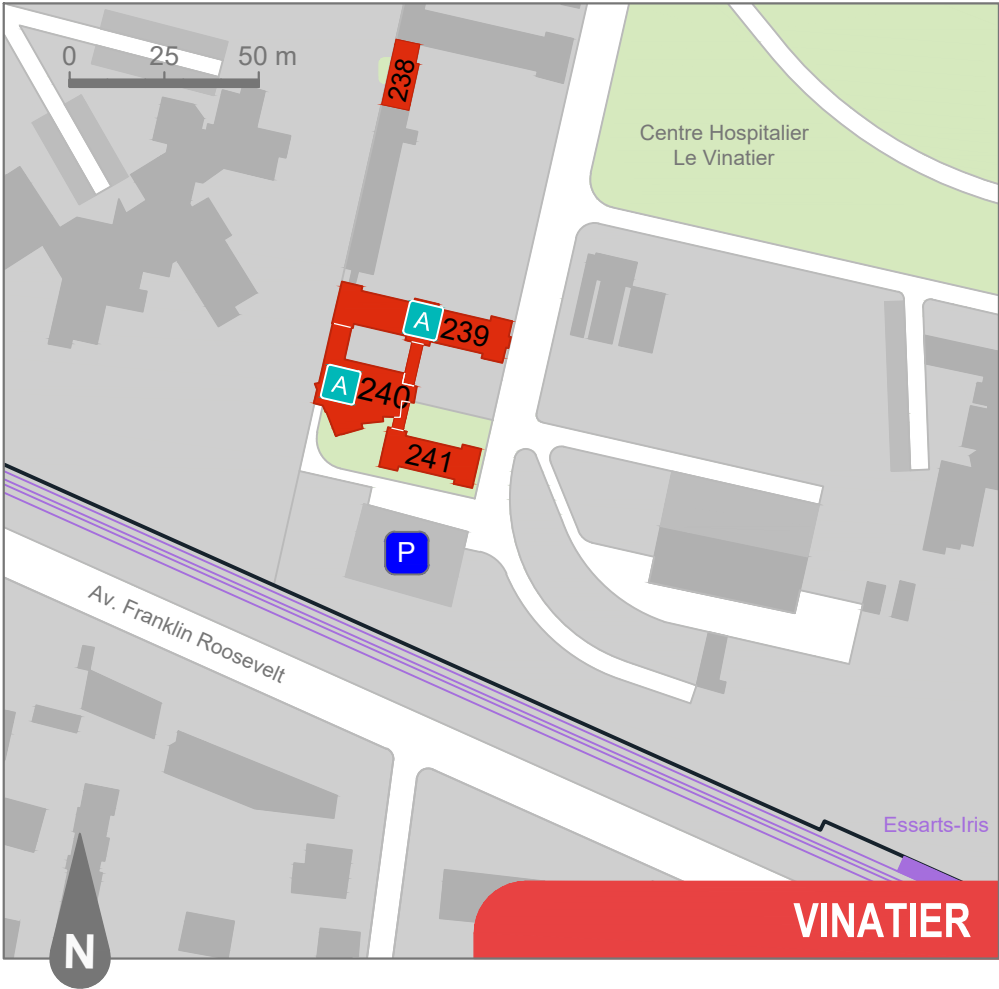 0 25 50 m
238
Centre Hospitalier
Le Vinatier
A 239
A 240
241
P
Av. Franklin Roosevelt
Essarts-Iris
VINATIER
N